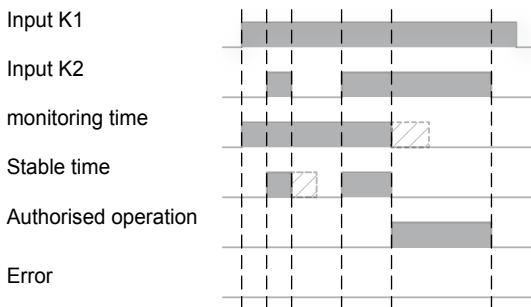 Input K1
Input K2
monitoring time
Stable time
Authorised operation
Error